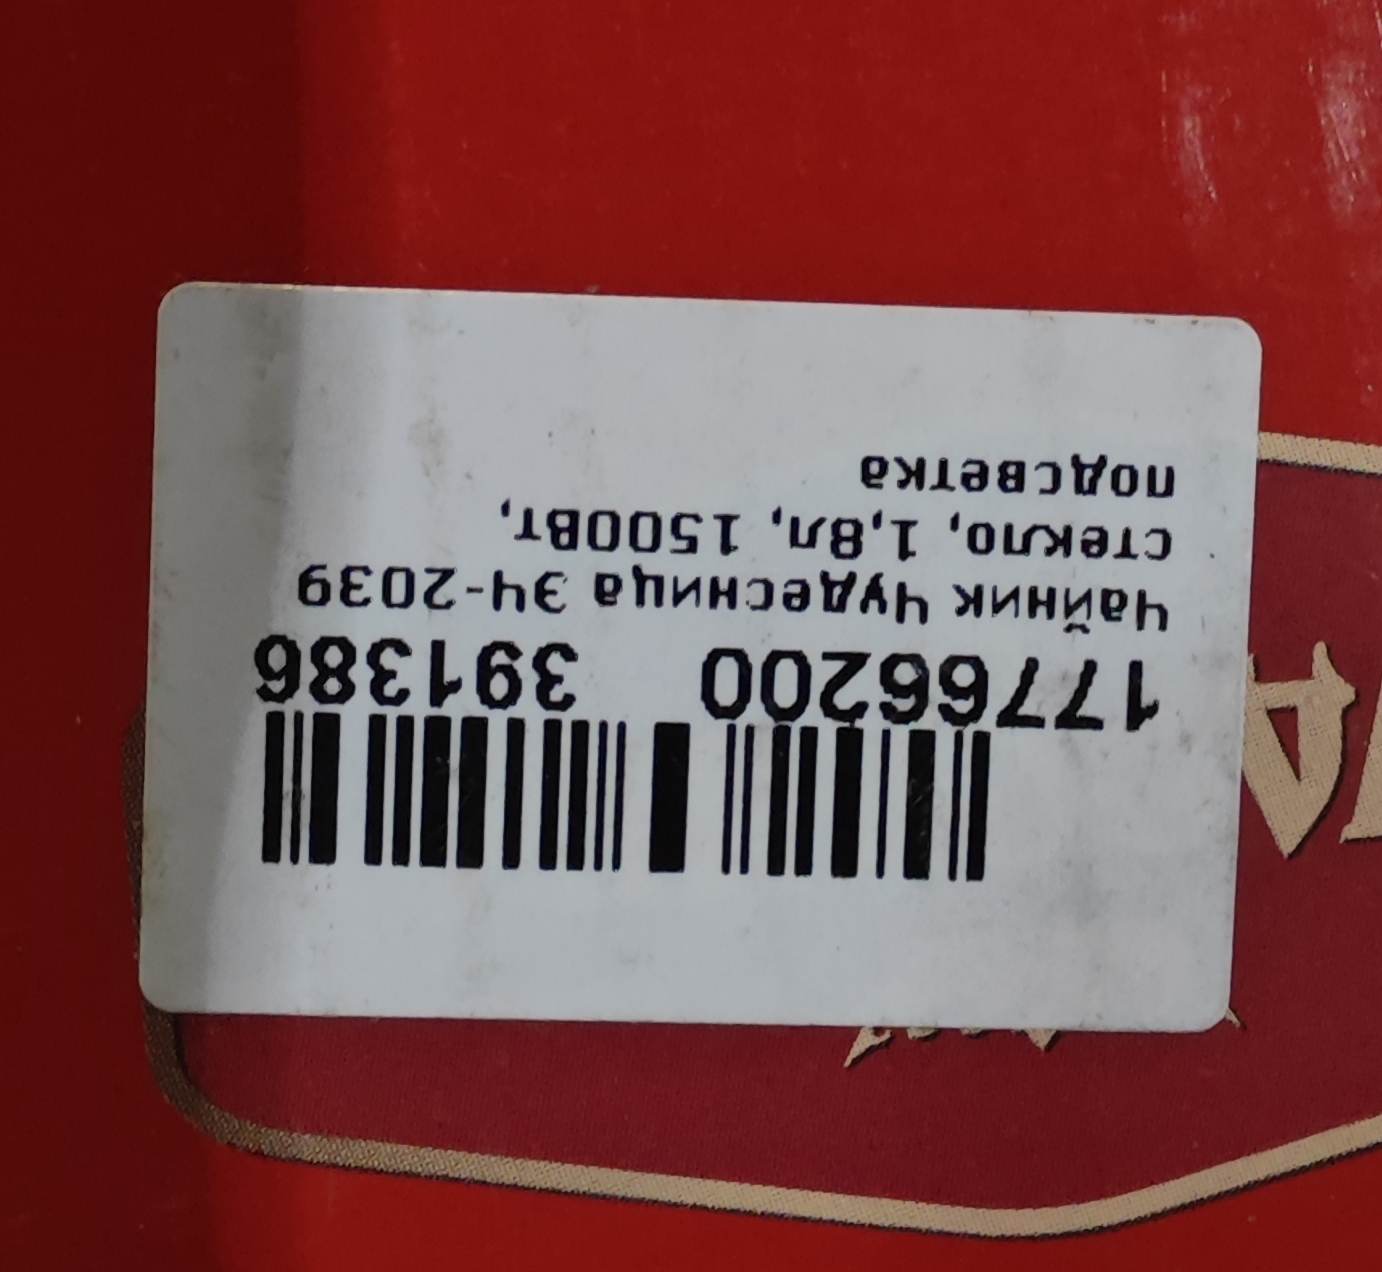 17766200 391386
Чайник Чудесница ЭЧ-2039
стекло, 1,8л, 1500Вт,
подсветка